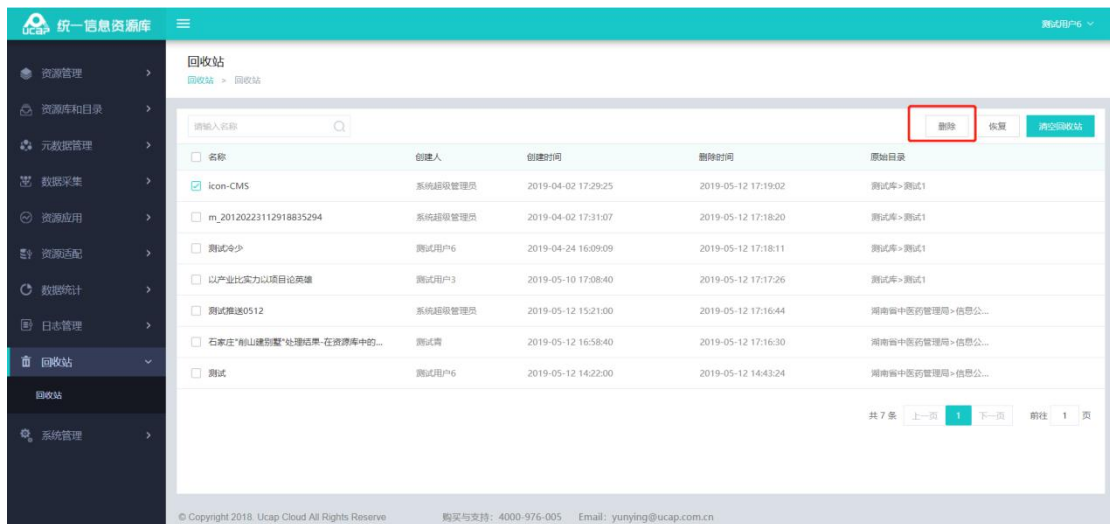 Ucap 统一信息资源库
测试用户6
资源管理
资源库和目录
元数据管理
数据采集
资源应用
资源适配
数据统计
日志管理
回收站
回收站
系统管理
回收站
回收站 > 回收站
请输入名称
删除 恢复 清空回收站
名称 创建人 创建时间 删除时间 原始目录
icon-CMS 系统超级管理员 2019-04-02 17:29:25 2019-05-12 17:19:02 测试库>测试1
m_20120223112918835294 系统超级管理员 2019-04-02 17:31:07 2019-05-12 17:18:20 测试库>测试1
测试冷少 测试用户6 2019-04-24 16:09:09 2019-05-12 17:18:11 测试库>测试1
以产业比实力以项目论英雄 测试用户3 2019-05-10 17:08:40 2019-05-12 17:17:26 测试库>测试1
测试推送0512 系统超级管理员 2019-05-12 15:21:00 2019-05-12 17:16:44 湖南省中医药管理局>信息公...
石家庄"削山建别墅"处理结果-在资源库中的... 测试青 2019-05-12 16:58:40 2019-05-12 17:16:30 湖南省中医药管理局>信息公...
测试 测试用户6 2019-05-12 14:22:00 2019-05-12 14:43:24 湖南省中医药管理局>信息公...
共 7 条 上一页 1 下一页 前往 1 页
© Copyright 2018. Ucap Cloud All Rights Reserve 购买与支持：4000-976-005 Email：yunying@ucap.com.cn